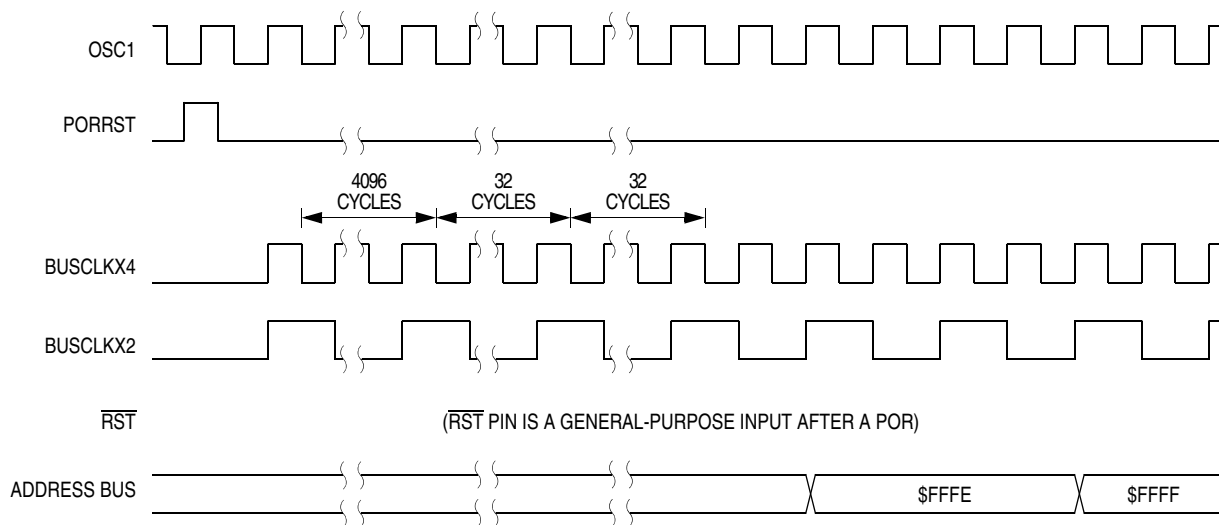 OSC1
PORRST
4096
CYCLES
32
CYCLES
32
CYCLES
BUSCLKX4
BUSCLKX2
RST
(RST PIN IS A GENERAL-PURPOSE INPUT AFTER A POR)
ADDRESS BUS
$FFFE
$FFFF